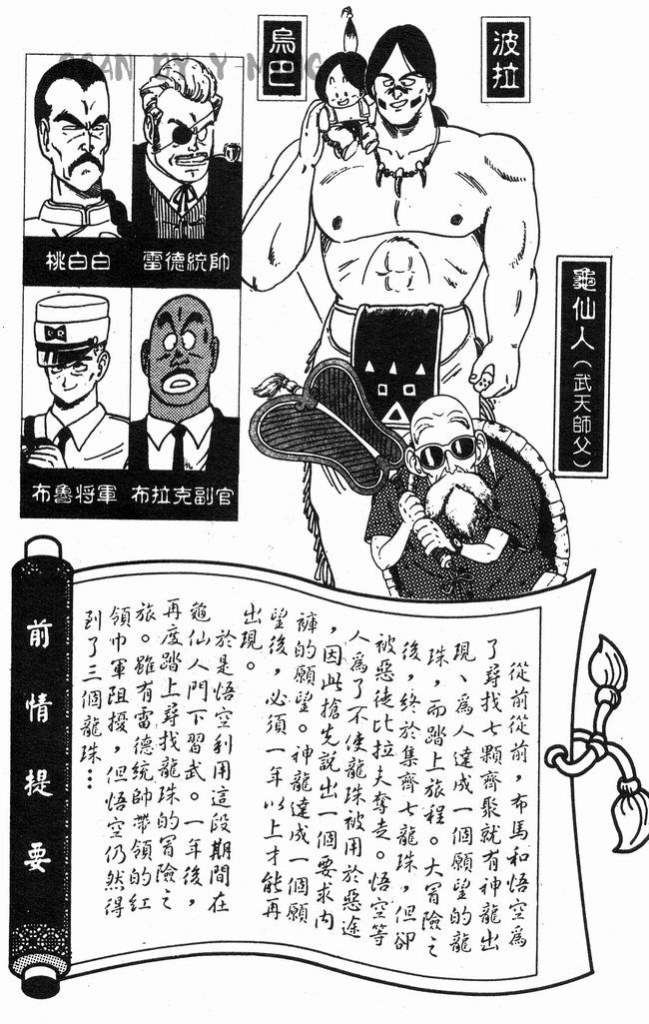 SCAN BY Y
波拉
烏巴
龜仙人(武天師父)
雷德統帥
桃白白
布拉克副官
布魯將軍
前情提要
從前從前,布馬和悟空爲
了尋找七顆齊聚就有神龍出
現、爲人達成一個願望的龍
珠,而踏上旅程。大冒險之
後,終於集齊七龍珠,但卻
被惡徒比拉夫奪走。悟空等
人爲了不使龍珠被用於惡途
,因此搶先說出一個要求內
褲的願望。神龍達成一個願
望後,必須一年以上才能再
出現。
於是悟空利用這段期間在
龜仙人門下習武。一年後,
再度踏上尋找龍珠的冒險之
旅。雖有雷德統帥帶領的紅
領巾軍阻擾,但悟空仍然得
到了三個龍珠…